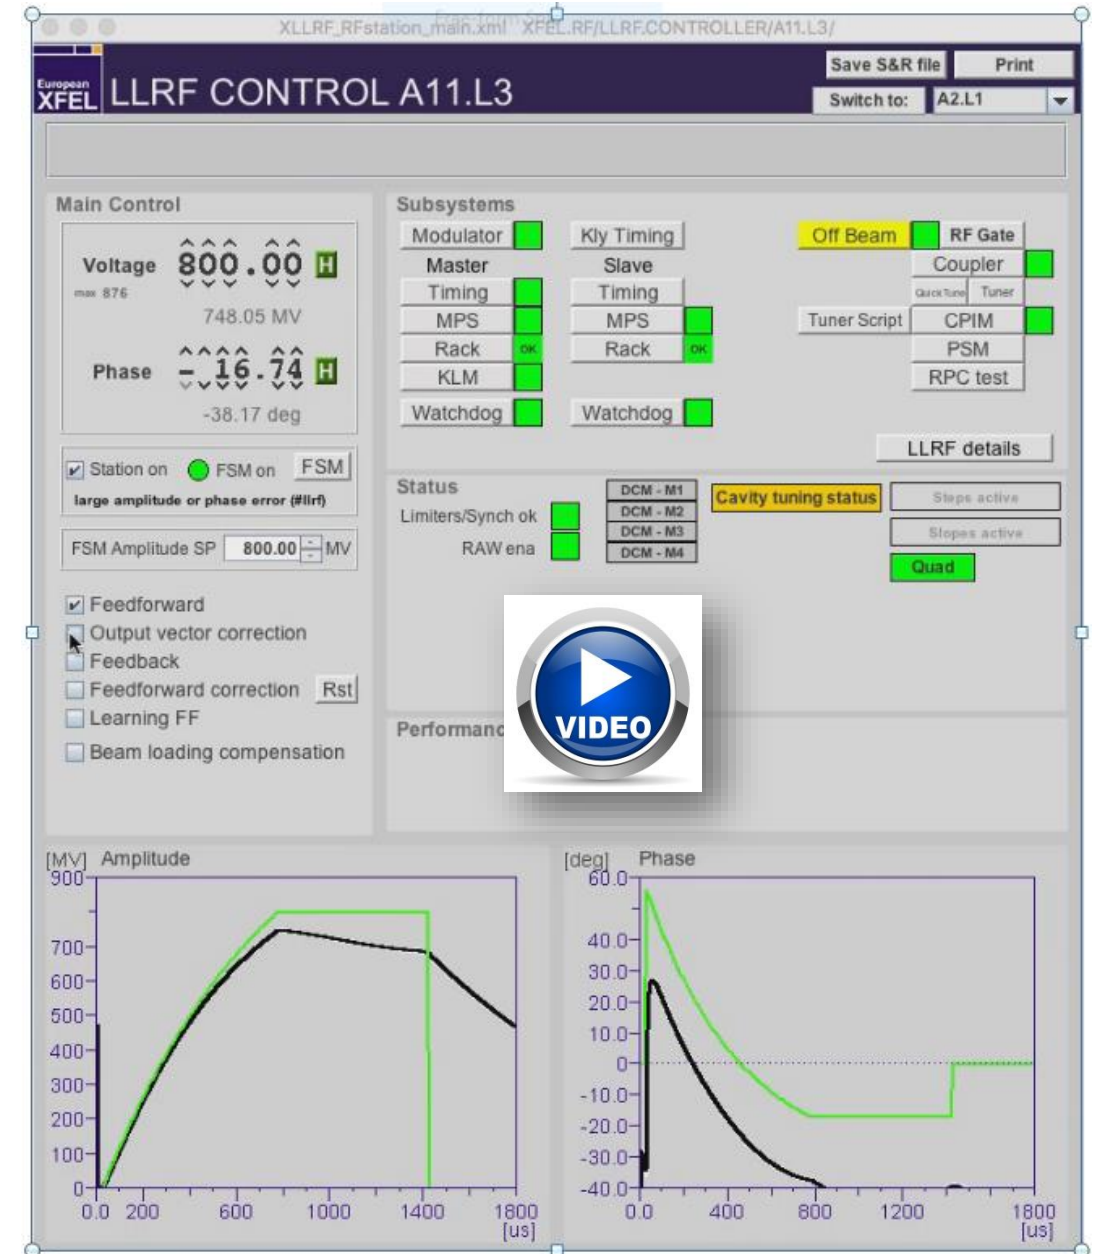 XLLRF_RFstation_main.xml XFEL.RF/LLRF.CONTROLLER/A11.L3/
Save S&R file Print
European
XFEL LLRF CONTROL A11.L3
Switch to: A2.L1
Main Control
Voltage 800.00 H
max 876
748.05 MV
Phase - 16.74 H
-38.17 deg
Station on FSM on FSM
large amplitude or phase error (#llrf)
FSM Amplitude SP 800.00 MV
Feedforward
Output vector correction
Feedback
Feedforward correction Rst
Learning FF
Beam loading compensation
Subsystems
Modulator Kly Timing Off Beam RF Gate
Master Slave Coupler
Timing Timing Quick Tune Tuner
MPS MPS Tuner Script CPIM
Rack OK Rack OK PSM
KLM RPC test
Watchdog Watchdog
LLRF details
Status
Limiters/Synch ok
RAW ena
DCM - M1
DCM - M2
DCM - M3
DCM - M4
Cavity tuning status
Steps active
Slopes active
Quad
VIDEO
Performanc
[MV] Amplitude
900
700
600
500
400
300
200
100
0
0.0 200 600 1000 1400 1800
[us]
[deg] Phase
60.0
40.0
30.0
20.0
10.0
0
-10.0
-20.0
-30.0
-40.0
0.0 400 800 1200 1800
[us]